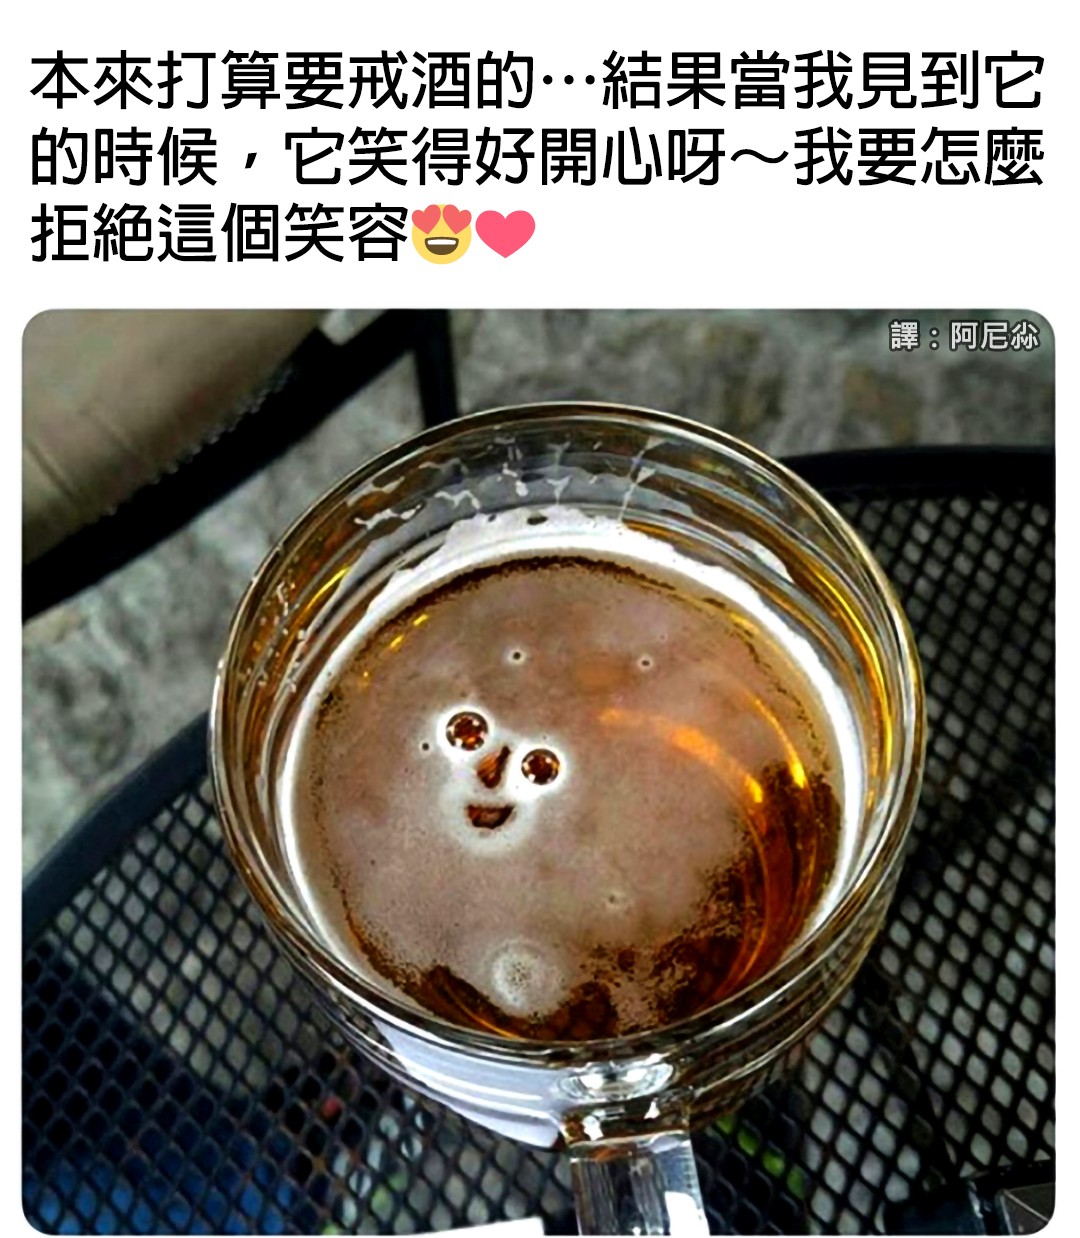 本來打算要戒酒的⋯結果當我見到它
的時候，它笑得好開心呀～我要怎麼
拒絕這個笑容😍❤️
譯：阿尼尛